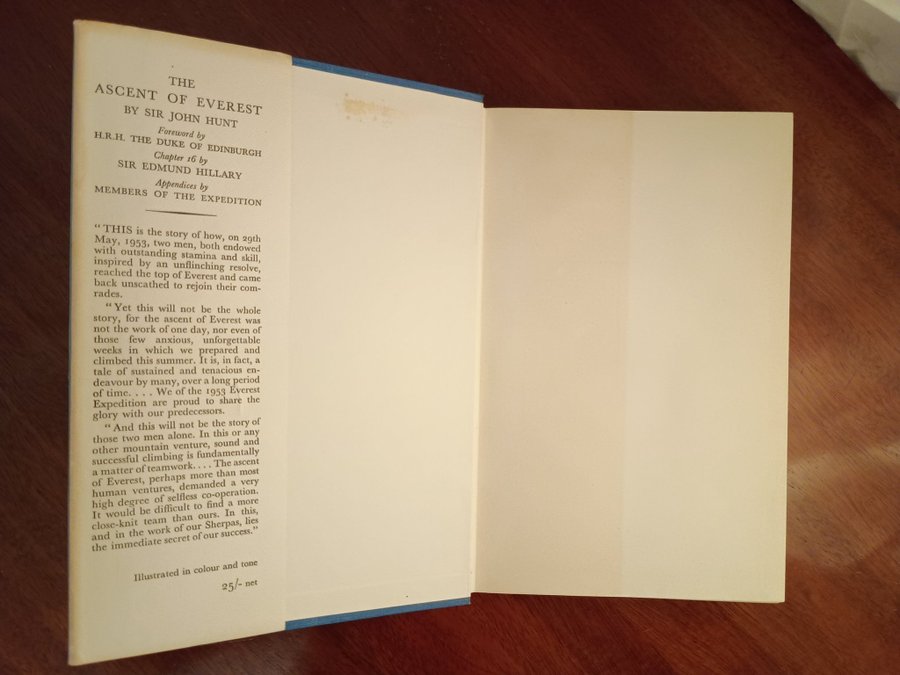 THE
ASCENT OF EVEREST
BY SIR JOHN HUNT
Foreword by
H.R.H. THE DUKE OF EDINBURGH
Chapter 16 by
SIR EDMUND HILLARY
Appendices by
MEMBERS OF THE EXPEDITION
“THIS is the story of how, on 29th
May, 1953, two men, both endowed
with outstanding stamina and skill,
inspired by an unflinching resolve,
reached the top of Everest and came
back unscathed to rejoin their com-
rades.
“Yet this will not be the whole
story, for the ascent of Everest was
not the work of one day, nor even of
those few anxious, unforgettable
weeks in which we prepared and
climbed this summer. It is, in fact, a
tale of sustained and tenacious en-
deavour by many, over a long period
of time. . . . We of the 1953 Everest
Expedition are proud to share the
glory with our predecessors.
“And this will not be the story of
those two men alone. In this or any
other mountain venture, sound and
successful climbing is fundamentally
a matter of teamwork. . . . The ascent
of Everest, perhaps more than most
human ventures, demanded a very
high degree of selfless co-operation.
It would be difficult to find a more
close-knit team than ours. In this,
and in the work of our Sherpas, lies
the immediate secret of our success.”
Illustrated in colour and tone
25/- net